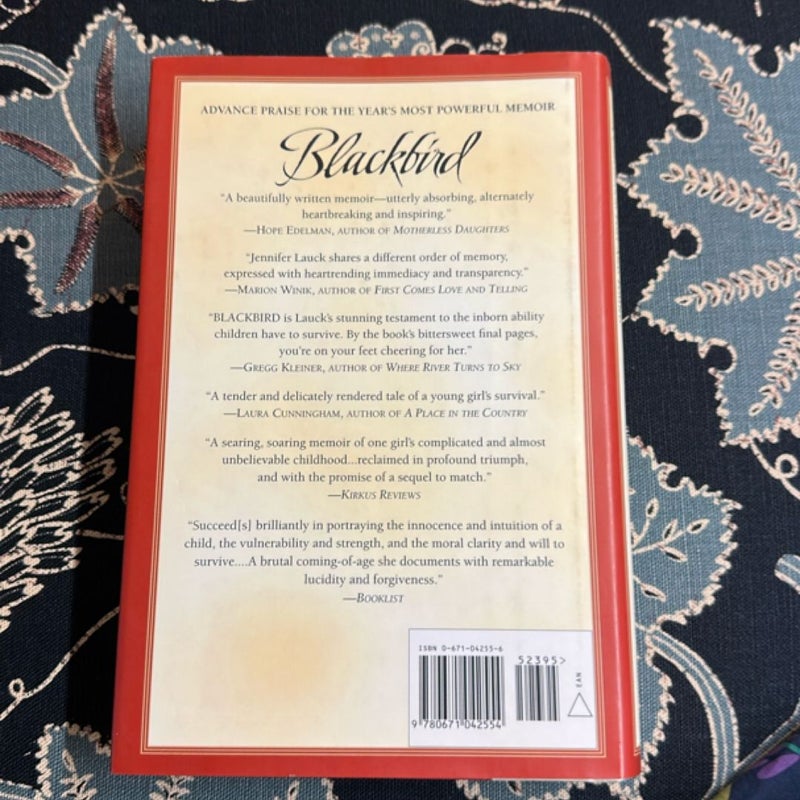 ADVANCE PRAISE FOR THE YEAR'S MOST POWERFUL MEMOIR
Blackbird
"A beautifully written memoir—utterly absorbing, alternately
heartbreaking and inspiring."
—HOPE EDELMAN, AUTHOR OF MOTHERLESS DAUGHTERS
"Jennifer Lauck shares a different order of memory,
expressed with heartrending immediacy and transparency."
—MARION WINIK, AUTHOR OF FIRST COMES LOVE AND TELLING
"BLACKBIRD is Lauck's stunning testament to the inborn ability
children have to survive. By the book's bittersweet final pages,
you're on your feet cheering for her."
—GREGG KLEINER, AUTHOR OF WHERE RIVER TURNS TO SKY
"A tender and delicately rendered tale of a young girl's survival."
—LAURA CUNNINGHAM, AUTHOR OF A PLACE IN THE COUNTRY
"A searing, soaring memoir of one girl's complicated and almost
unbelievable childhood...reclaimed in profound triumph,
and with the promise of a sequel to match."
—KIRKUS REVIEWS
"Succeed[s] brilliantly in portraying the innocence and intuition of a
child, the vulnerability and strength, and the moral clarity and will to
survive....A brutal coming-of-age she documents with remarkable
lucidity and forgiveness."
—BOOKLIST
ISBN 0-671-04255-6
52395>
EAN
9 780671 042554